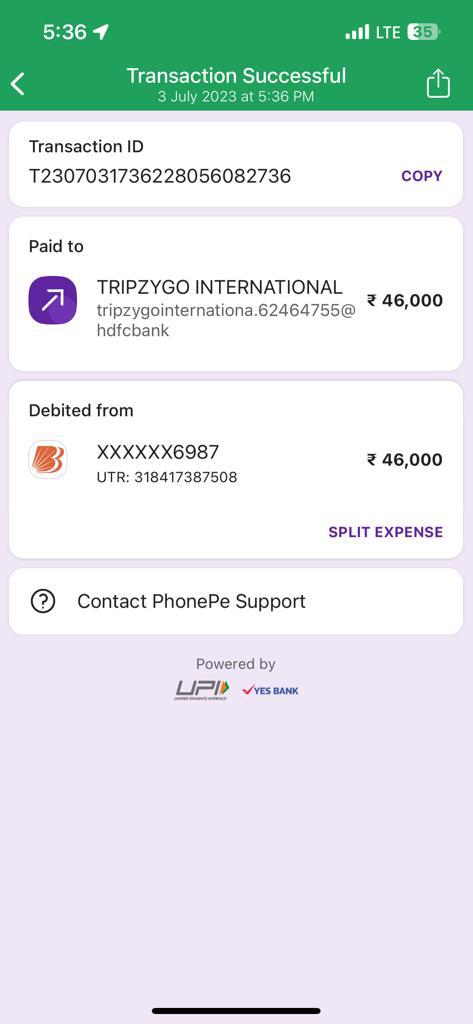 5:36
LTE
35
Transaction Successful
3 July 2023 at 5:36 PM
Transaction ID
T2307031736228056082736
COPY
Paid to
TRIPZYGO INTERNATIONAL
₹ 46,000
tripzygointernationa.62464755@
hdfcbank
Debited from
XXXXXX6987
₹ 46,000
UTR: 318417387508
SPLIT EXPENSE
Contact PhonePe Support
Powered by
UPI
UNIFIED PAYMENTS INTERFACE
YES BANK